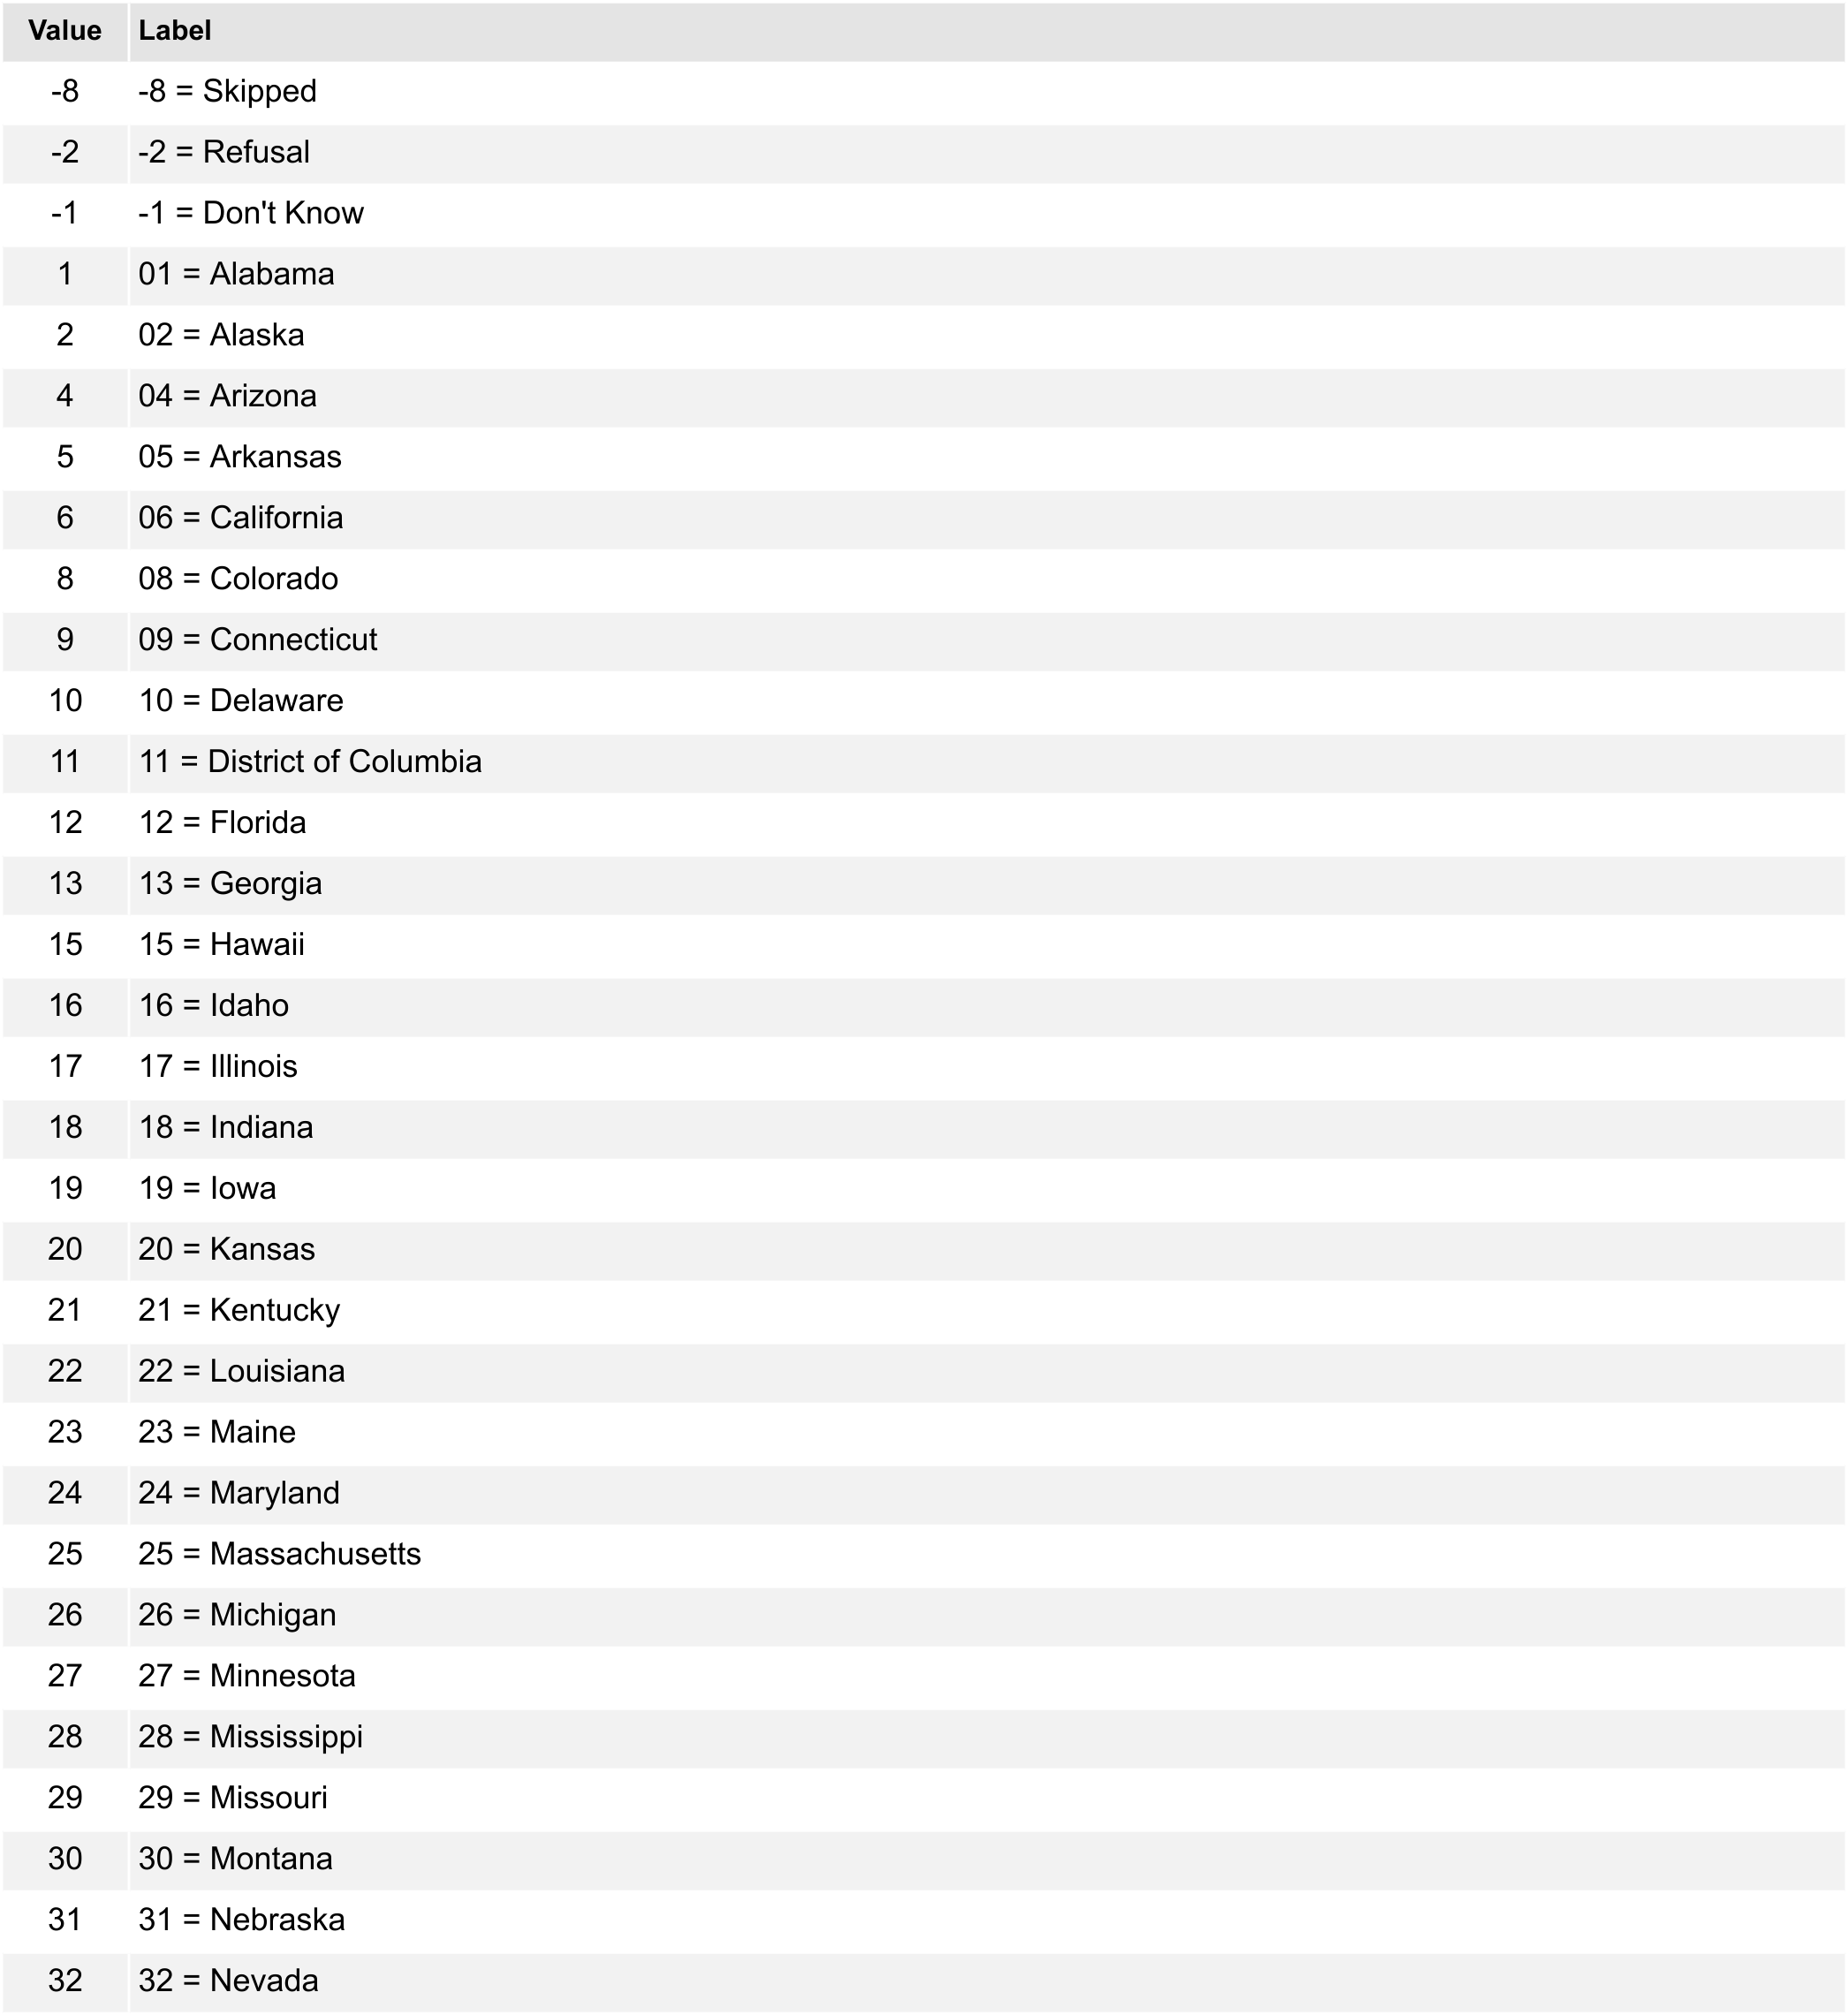 Value Label
-8 -8 = Skipped
-2 -2 = Refusal
-1 -1 = Don't Know
1 01 = Alabama
2 02 = Alaska
4 04 = Arizona
5 05 = Arkansas
6 06 = California
8 08 = Colorado
9 09 = Connecticut
10 10 = Delaware
11 11 = District of Columbia
12 12 = Florida
13 13 = Georgia
15 15 = Hawaii
16 16 = Idaho
17 17 = Illinois
18 18 = Indiana
19 19 = Iowa
20 20 = Kansas
21 21 = Kentucky
22 22 = Louisiana
23 23 = Maine
24 24 = Maryland
25 25 = Massachusetts
26 26 = Michigan
27 27 = Minnesota
28 28 = Mississippi
29 29 = Missouri
30 30 = Montana
31 31 = Nebraska
32 32 = Nevada